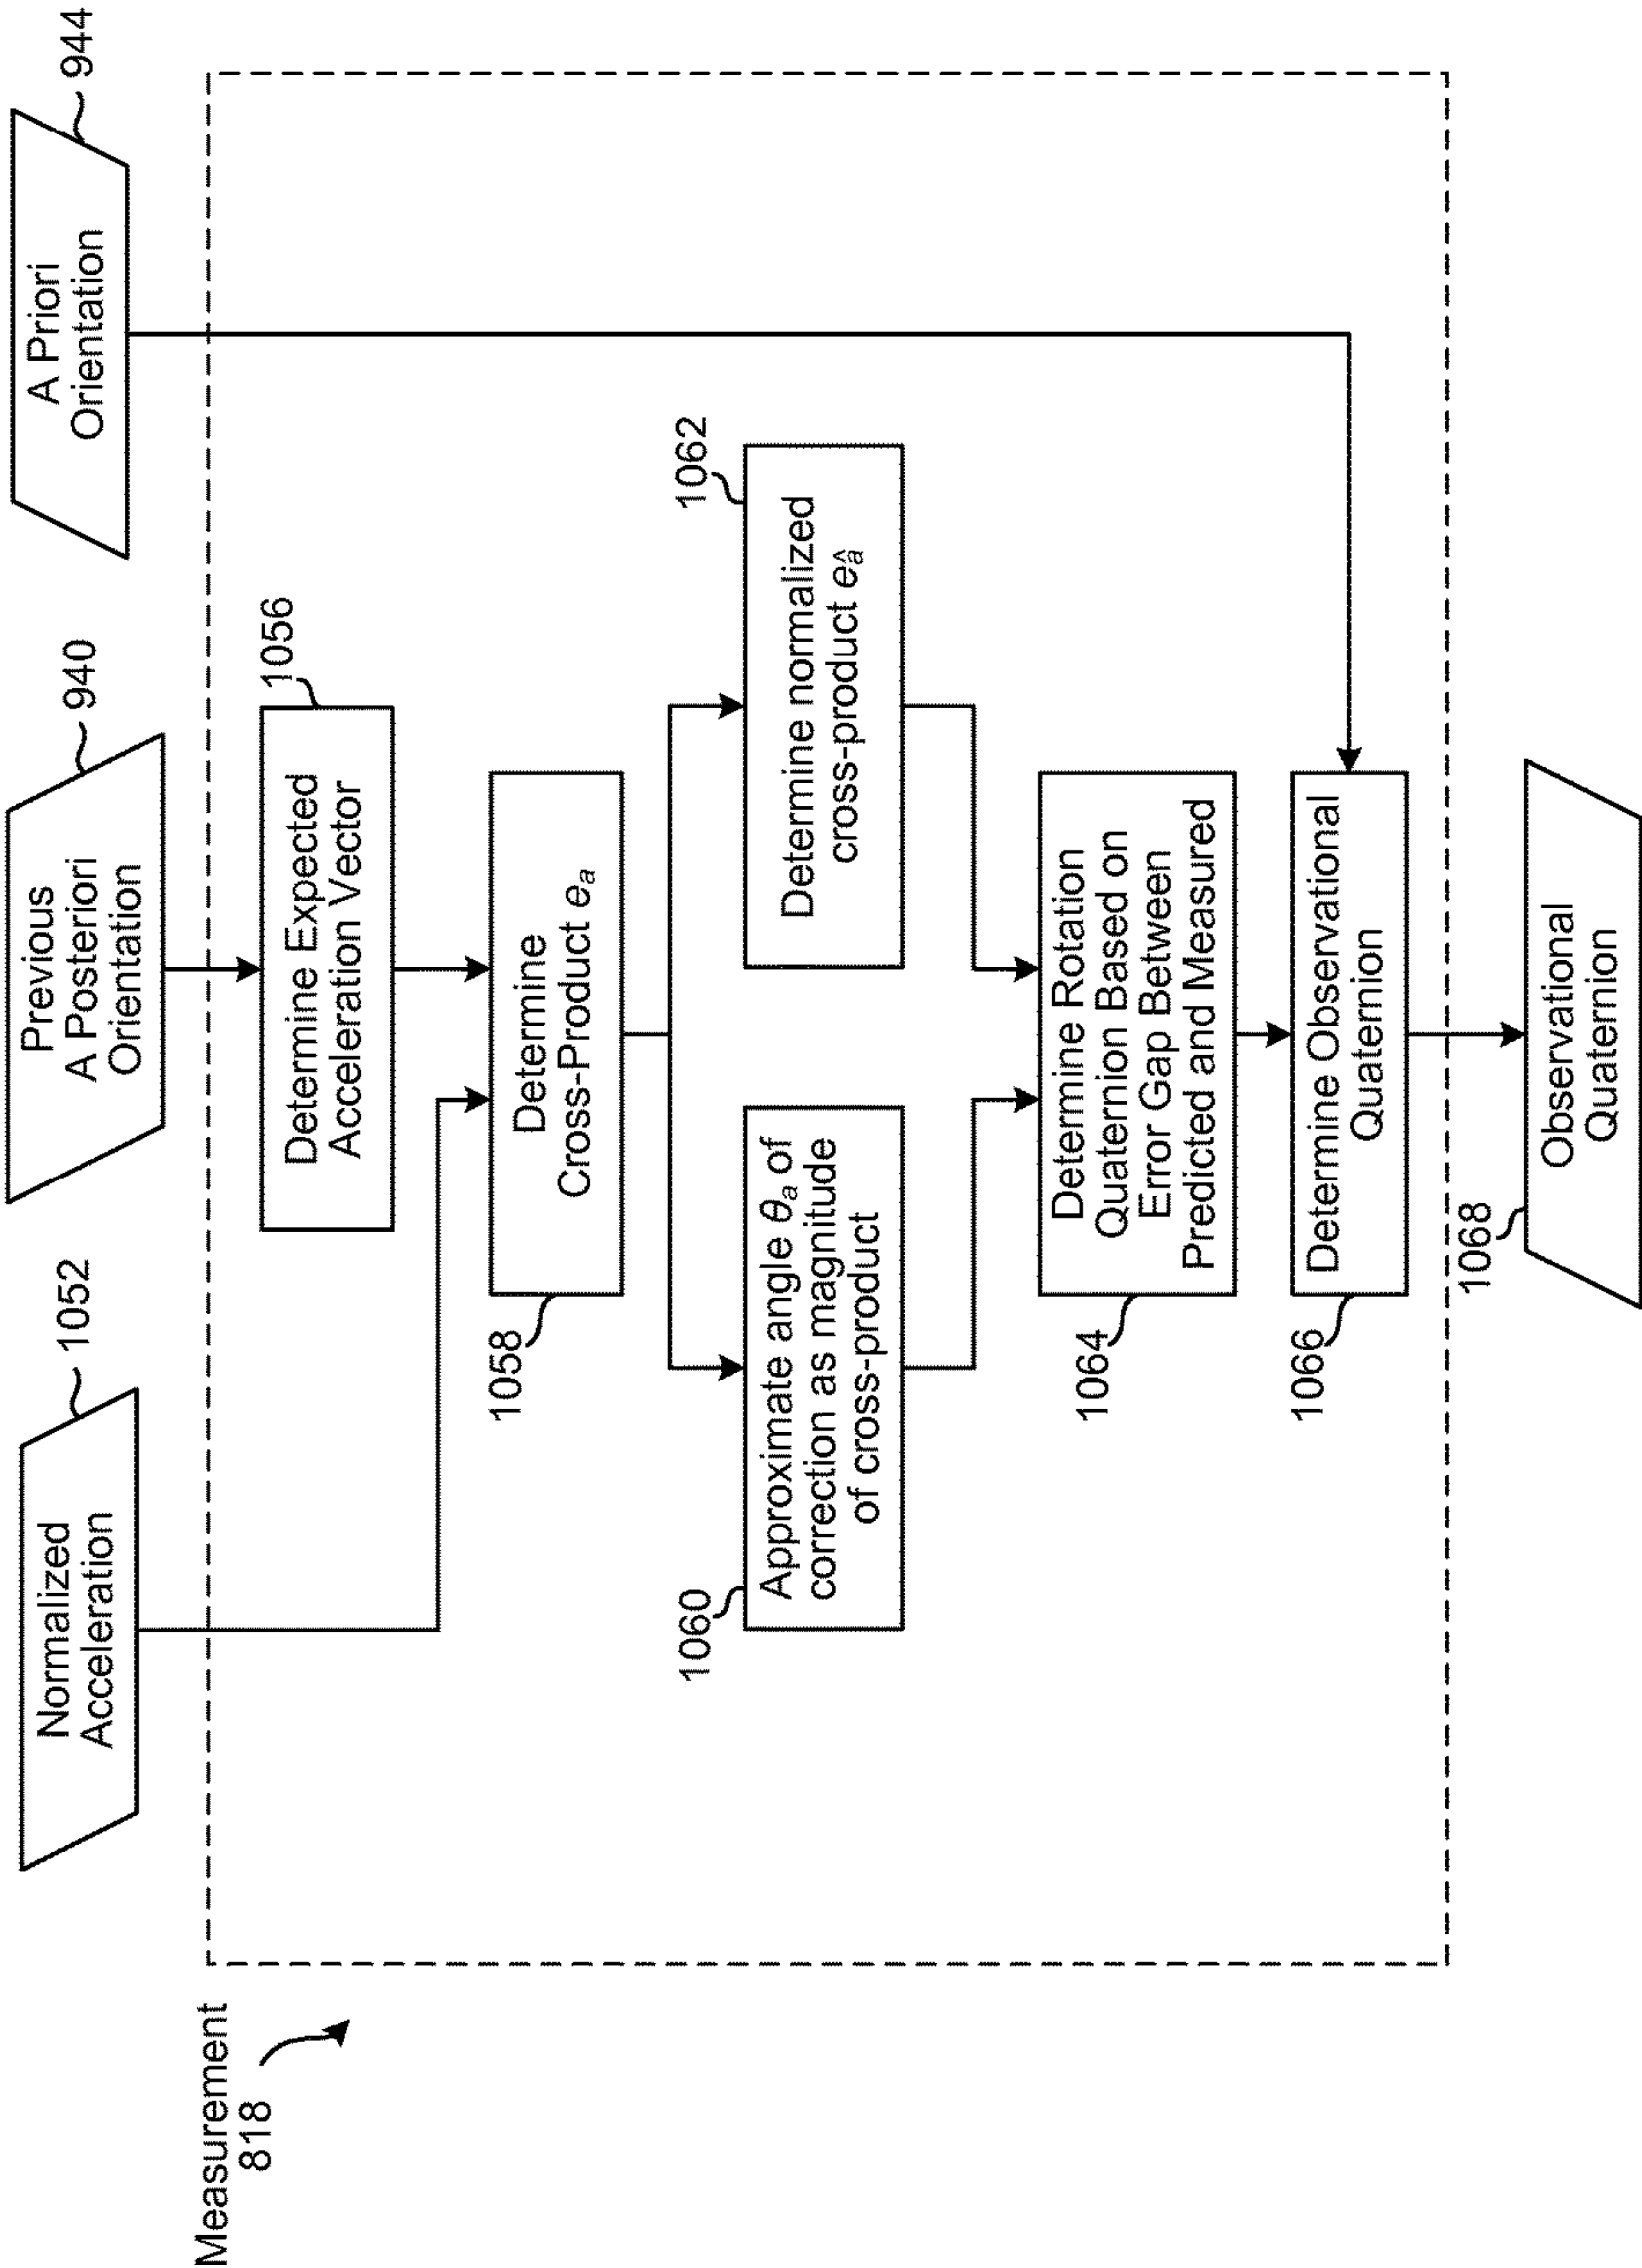 Measurement
818
Normalized
Acceleration
1052
Previous
A Posteriori
Orientation
940
A Priori
Orientation
944
Determine Expected
Acceleration Vector
1056
Determine
Cross-Product eₐ
1058
Approximate angle θₐ of
correction as magnitude
of cross-product
1060
Determine normalized
cross-product e_â
1062
Determine Rotation
Quaternion Based on
Error Gap Between
Predicted and Measured
1064
Determine Observational
Quaternion
1066
Observational
Quaternion
1068